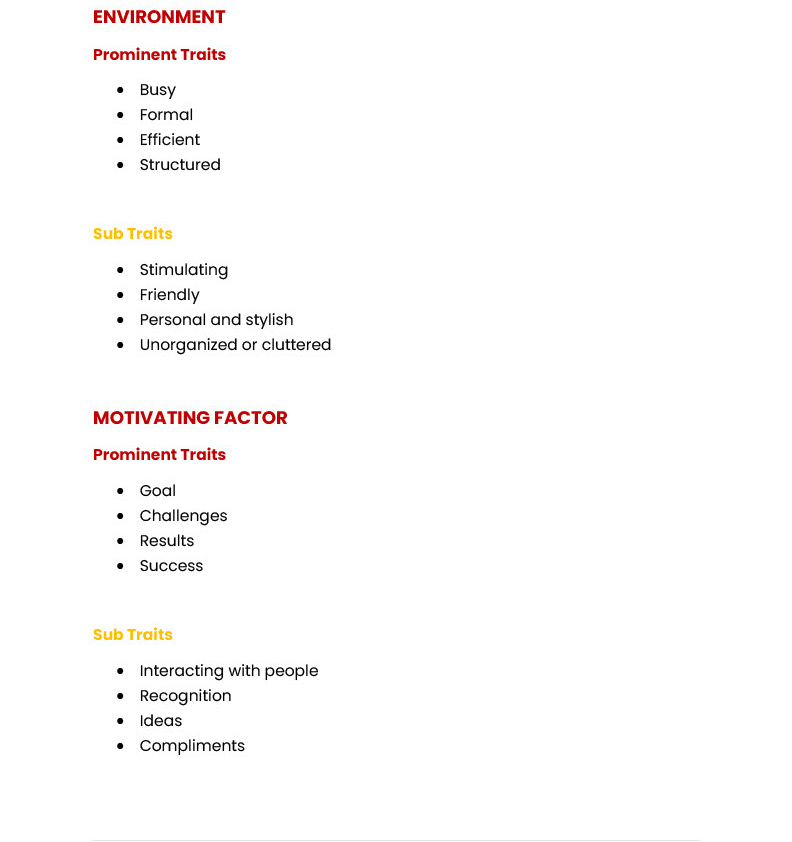 ENVIRONMENT
Prominent Traits
• Busy
• Formal
• Efficient
• Structured
Sub Traits
• Stimulating
• Friendly
• Personal and stylish
• Unorganized or cluttered
MOTIVATING FACTOR
Prominent Traits
• Goal
• Challenges
• Results
• Success
Sub Traits
• Interacting with people
• Recognition
• Ideas
• Compliments